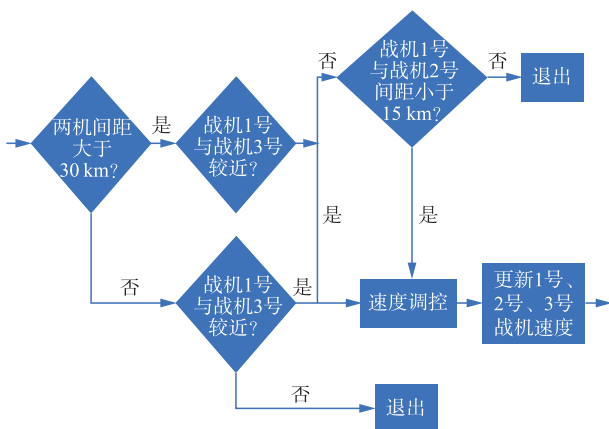 两机间距
大于
30 km?
是
战机1号
与战机3号
较近?
否
战机1号
与战机2号
间距小于
15 km?
否
退出
是
是
否
战机1号
与战机3号
较近?
是
速度调控
更新1号、
2号、3号
战机速度
否
退出